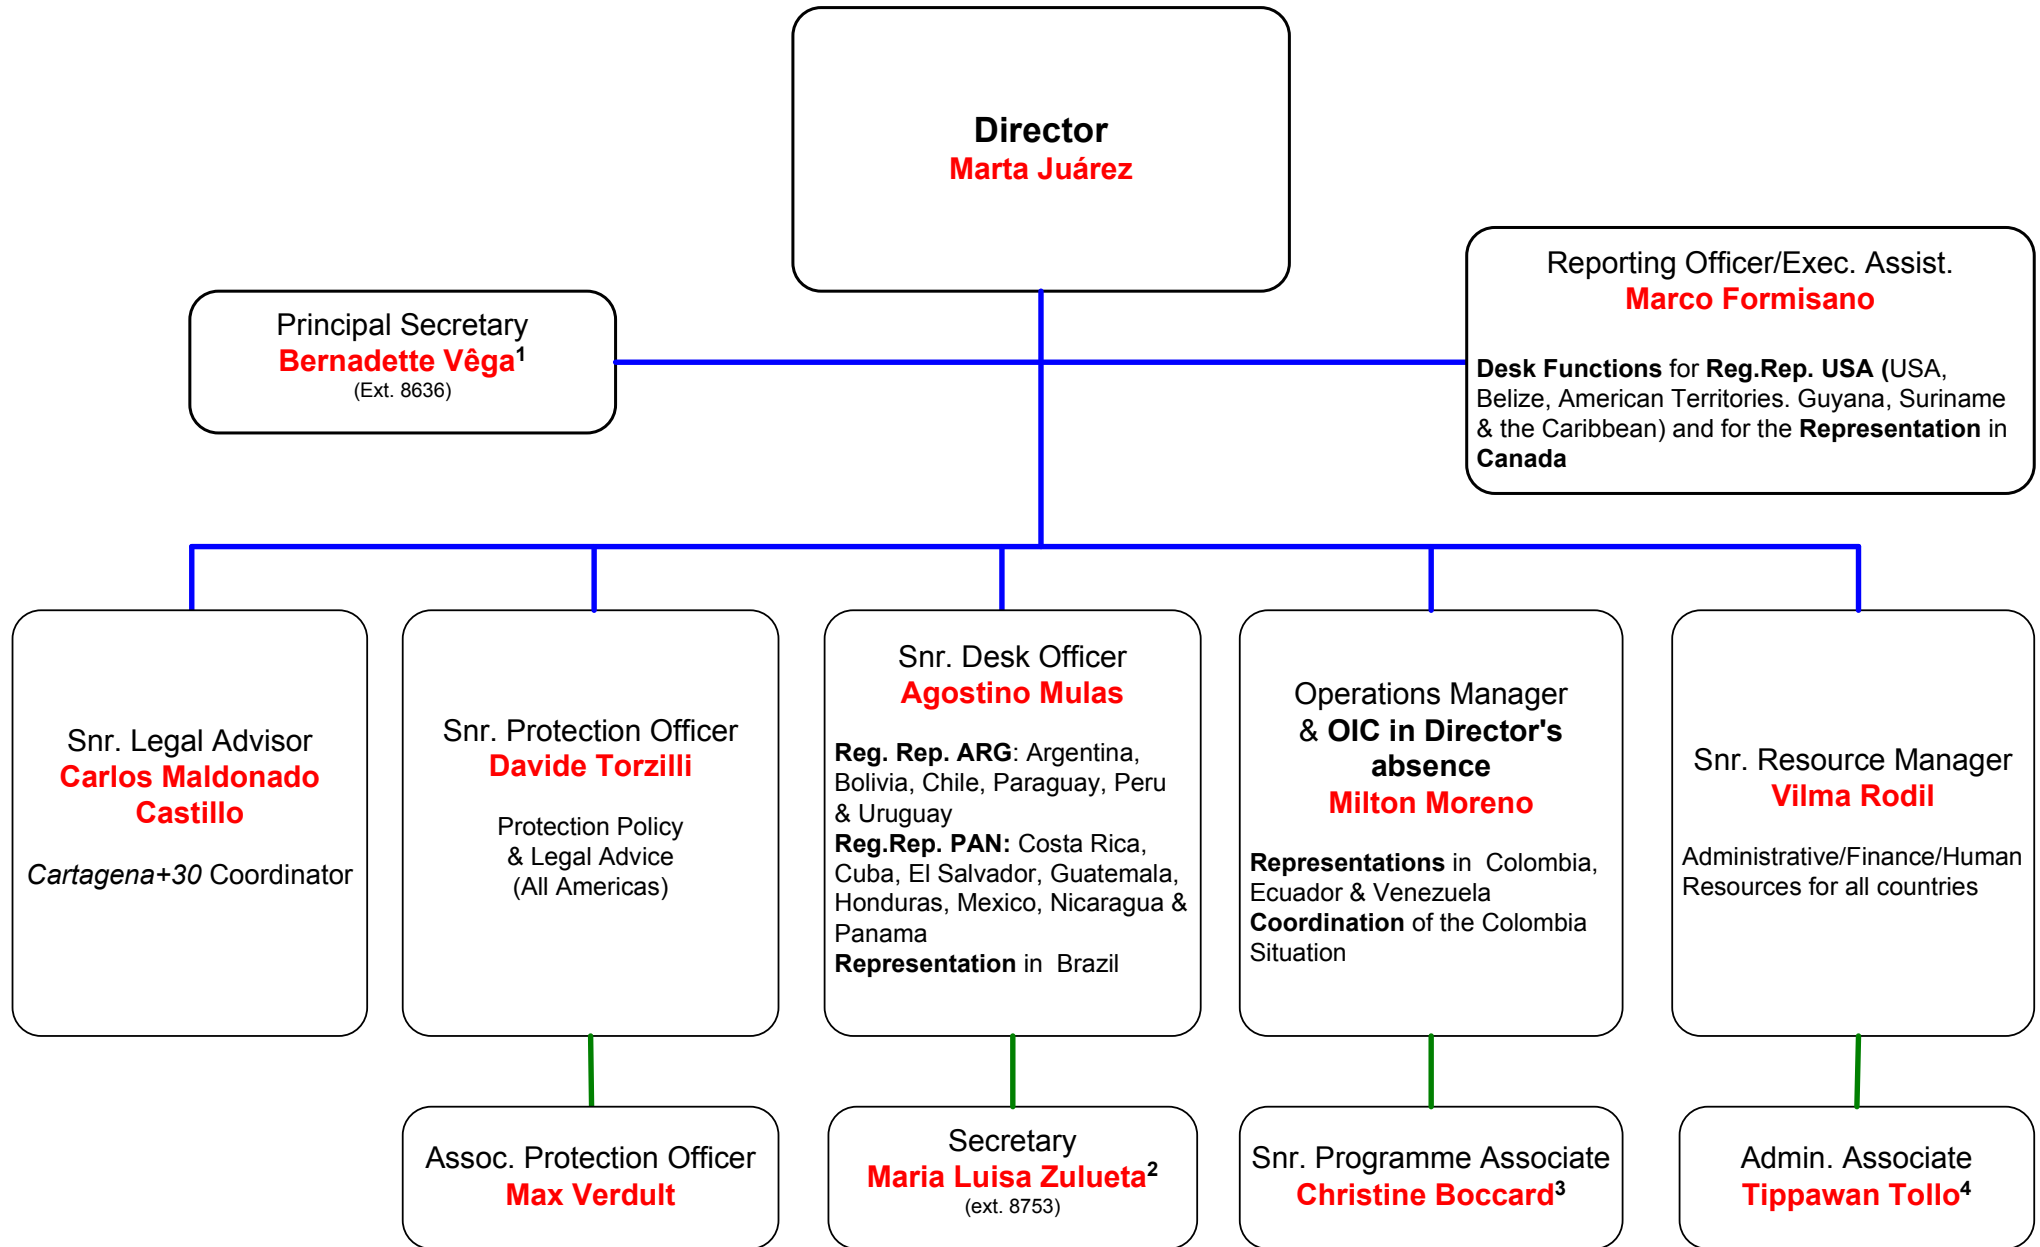 Director
Marta Juárez
Reporting Officer/Exec. Assist.
Marco Formisano
Desk Functions for Reg.Rep. USA (USA,
Belize, American Territories. Guyana, Suriname
& the Caribbean) and for the Representation in
Canada
Principal Secretary
Bernadette Vêga¹
(Ext. 8636)
Snr. Legal Advisor
Carlos Maldonado
Castillo
Cartagena+30 Coordinator
Snr. Protection Officer
Davide Torzilli
Protection Policy
& Legal Advice
(All Americas)
Snr. Desk Officer
Agostino Mulas
Reg. Rep. ARG: Argentina,
Bolivia, Chile, Paraguay, Peru
& Uruguay
Reg.Rep. PAN: Costa Rica,
Cuba, El Salvador, Guatemala,
Honduras, Mexico, Nicaragua &
Panama
Representation in Brazil
Operations Manager
& OIC in Director's
absence
Milton Moreno
Representations in Colombia,
Ecuador & Venezuela
Coordination of the Colombia
Situation
Snr. Resource Manager
Vilma Rodil
Administrative/Finance/Human
Resources for all countries
Assoc. Protection Officer
Max Verdult
Secretary
Maria Luisa Zulueta²
(ext. 8753)
Snr. Programme Associate
Christine Boccard³
Admin. Associate
Tippawan Tollo⁴